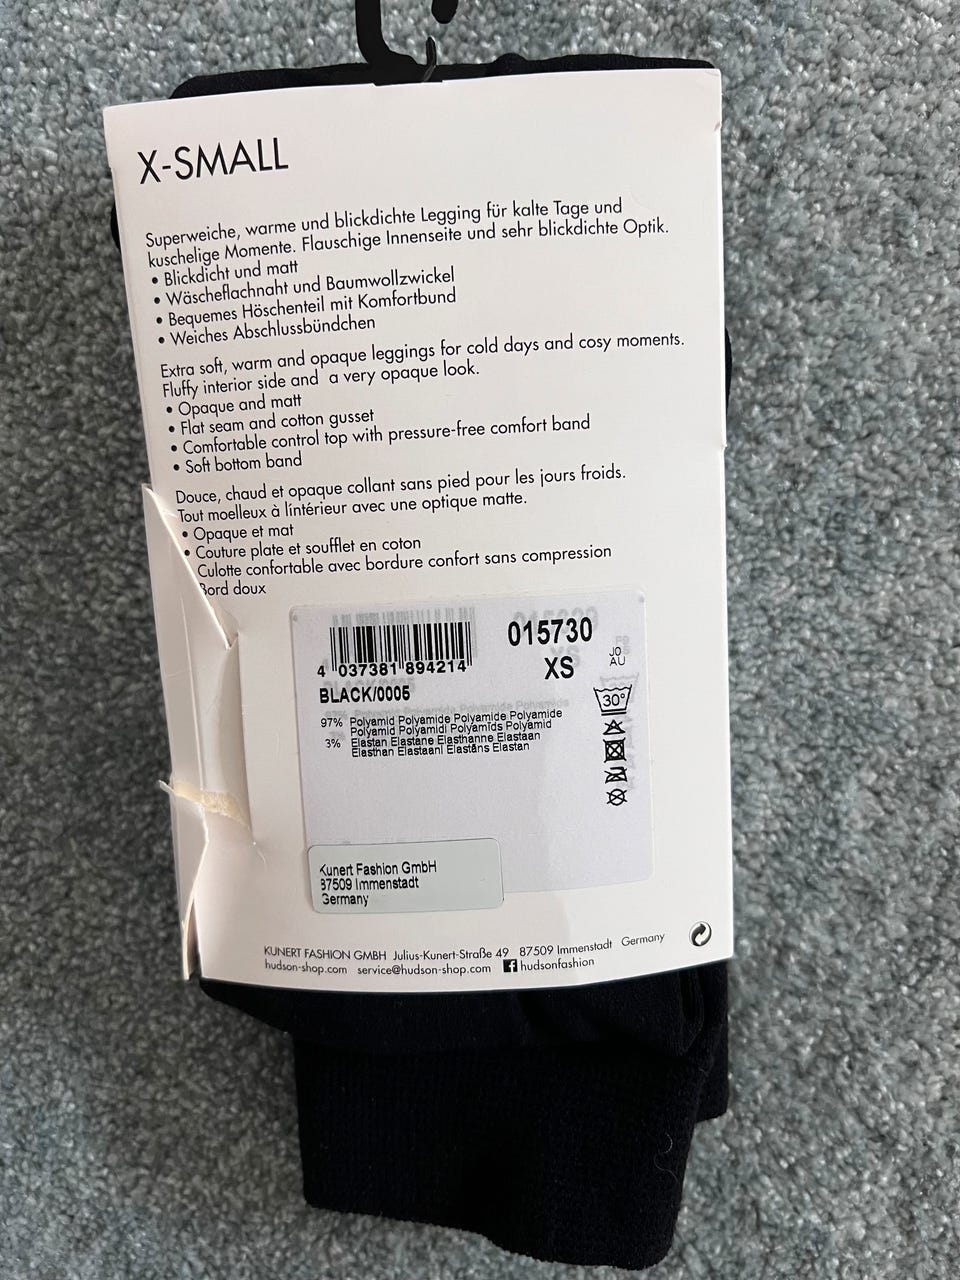 X-SMALL
Superweiche, warme und blickdichte Legging für kalte Tage und
kuschelige Momente. Flauschige Innenseite und sehr blickdichte Optik.
• Blickdicht und matt
• Wäscheflachnaht und Baumwollzwickel
• Bequemes Höschenteil mit Komfortbund
• Weiches Abschlussbündchen
Extra soft, warm and opaque leggings for cold days and cosy moments.
Fluffy interior side and a very opaque look.
• Opaque and matt
• Flat seam and cotton gusset
• Comfortable control top with pressure-free comfort band
• Soft bottom band
Douce, chaud et opaque collant sans pied pour les jours froids.
Tout moelleux à líntérieur avec une optique matte.
• Opaque et mat
• Couture plate et soufflet en coton
Culotte confortable avec bordure confort sans compression
Bord doux
015730
XS
JO
AU
4 037381 894214
BLACK/0005
30°
97% Polyamid Polyamide Polyamide Polyamide
Polyamid Polyamidi Polyamids Polyamid
3% Elastan Elastane Elasthanne Elastaan
Elasthan Elastaani Elastâns Elastan
Kunert Fashion GmbH
87509 Immenstadt
Germany
KUNERT FASHION GMBH Julius-Kunert-Straße 49 87509 Immenstadt Germany
hudson-shop.com service@hudson-shop.com f hudsonfashion